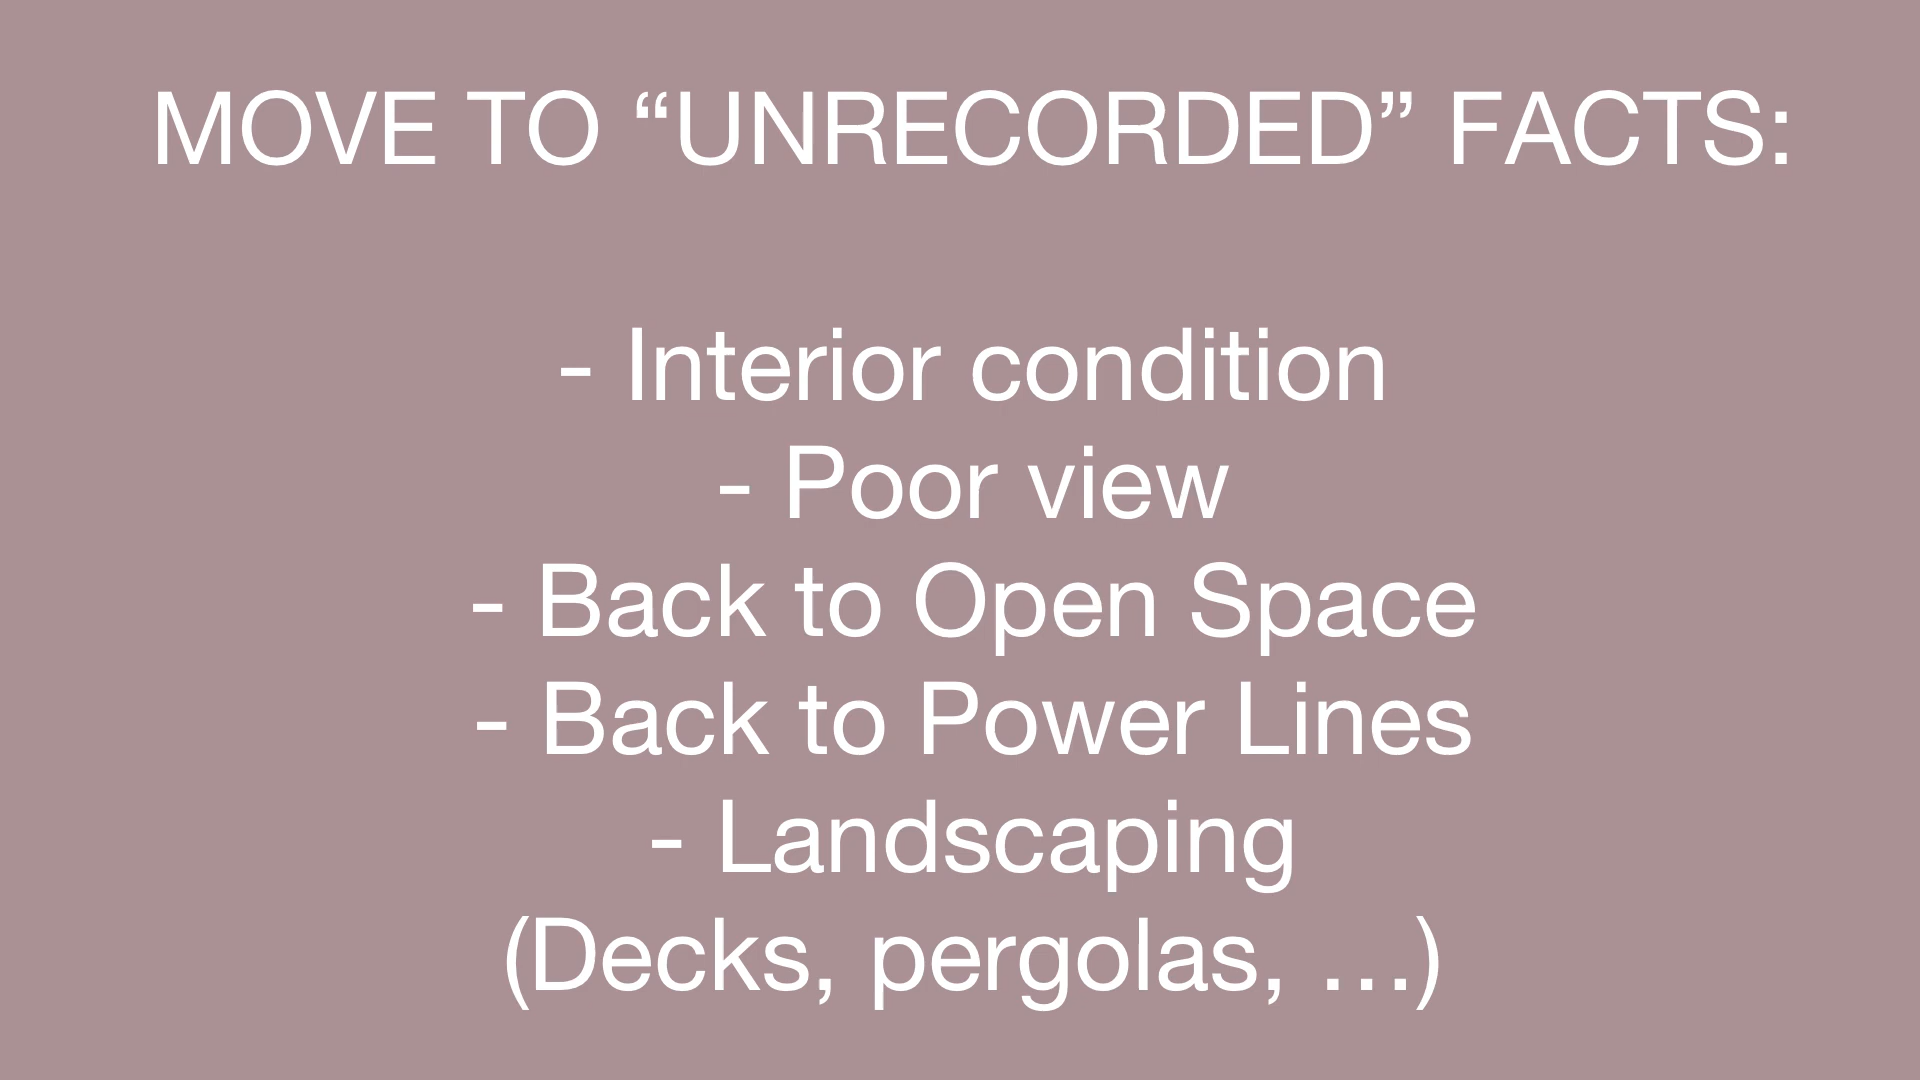 MOVE TO “UNRECORDED” FACTS:
- Interior condition
- Poor view
- Back to Open Space
- Back to Power Lines
- Landscaping
(Decks, pergolas, …)